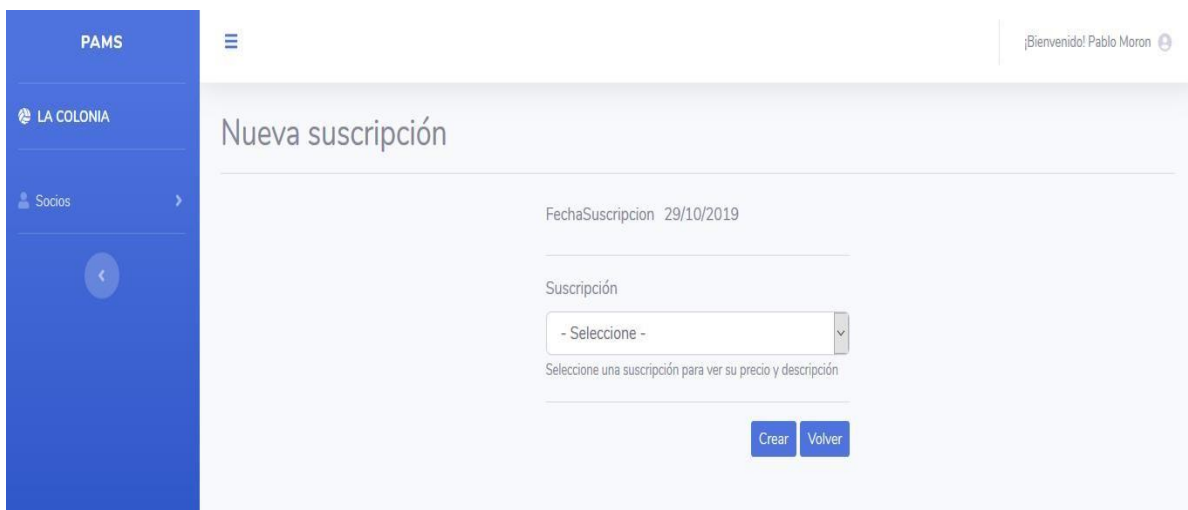 PAMS
¡Bienvenido! Pablo Moron
LA COLONIA
Socios
Nueva suscripción
FechaSuscripcion 29/10/2019
Suscripción
- Seleccione -
Seleccione una suscripción para ver su precio y descripción
Crear Volver